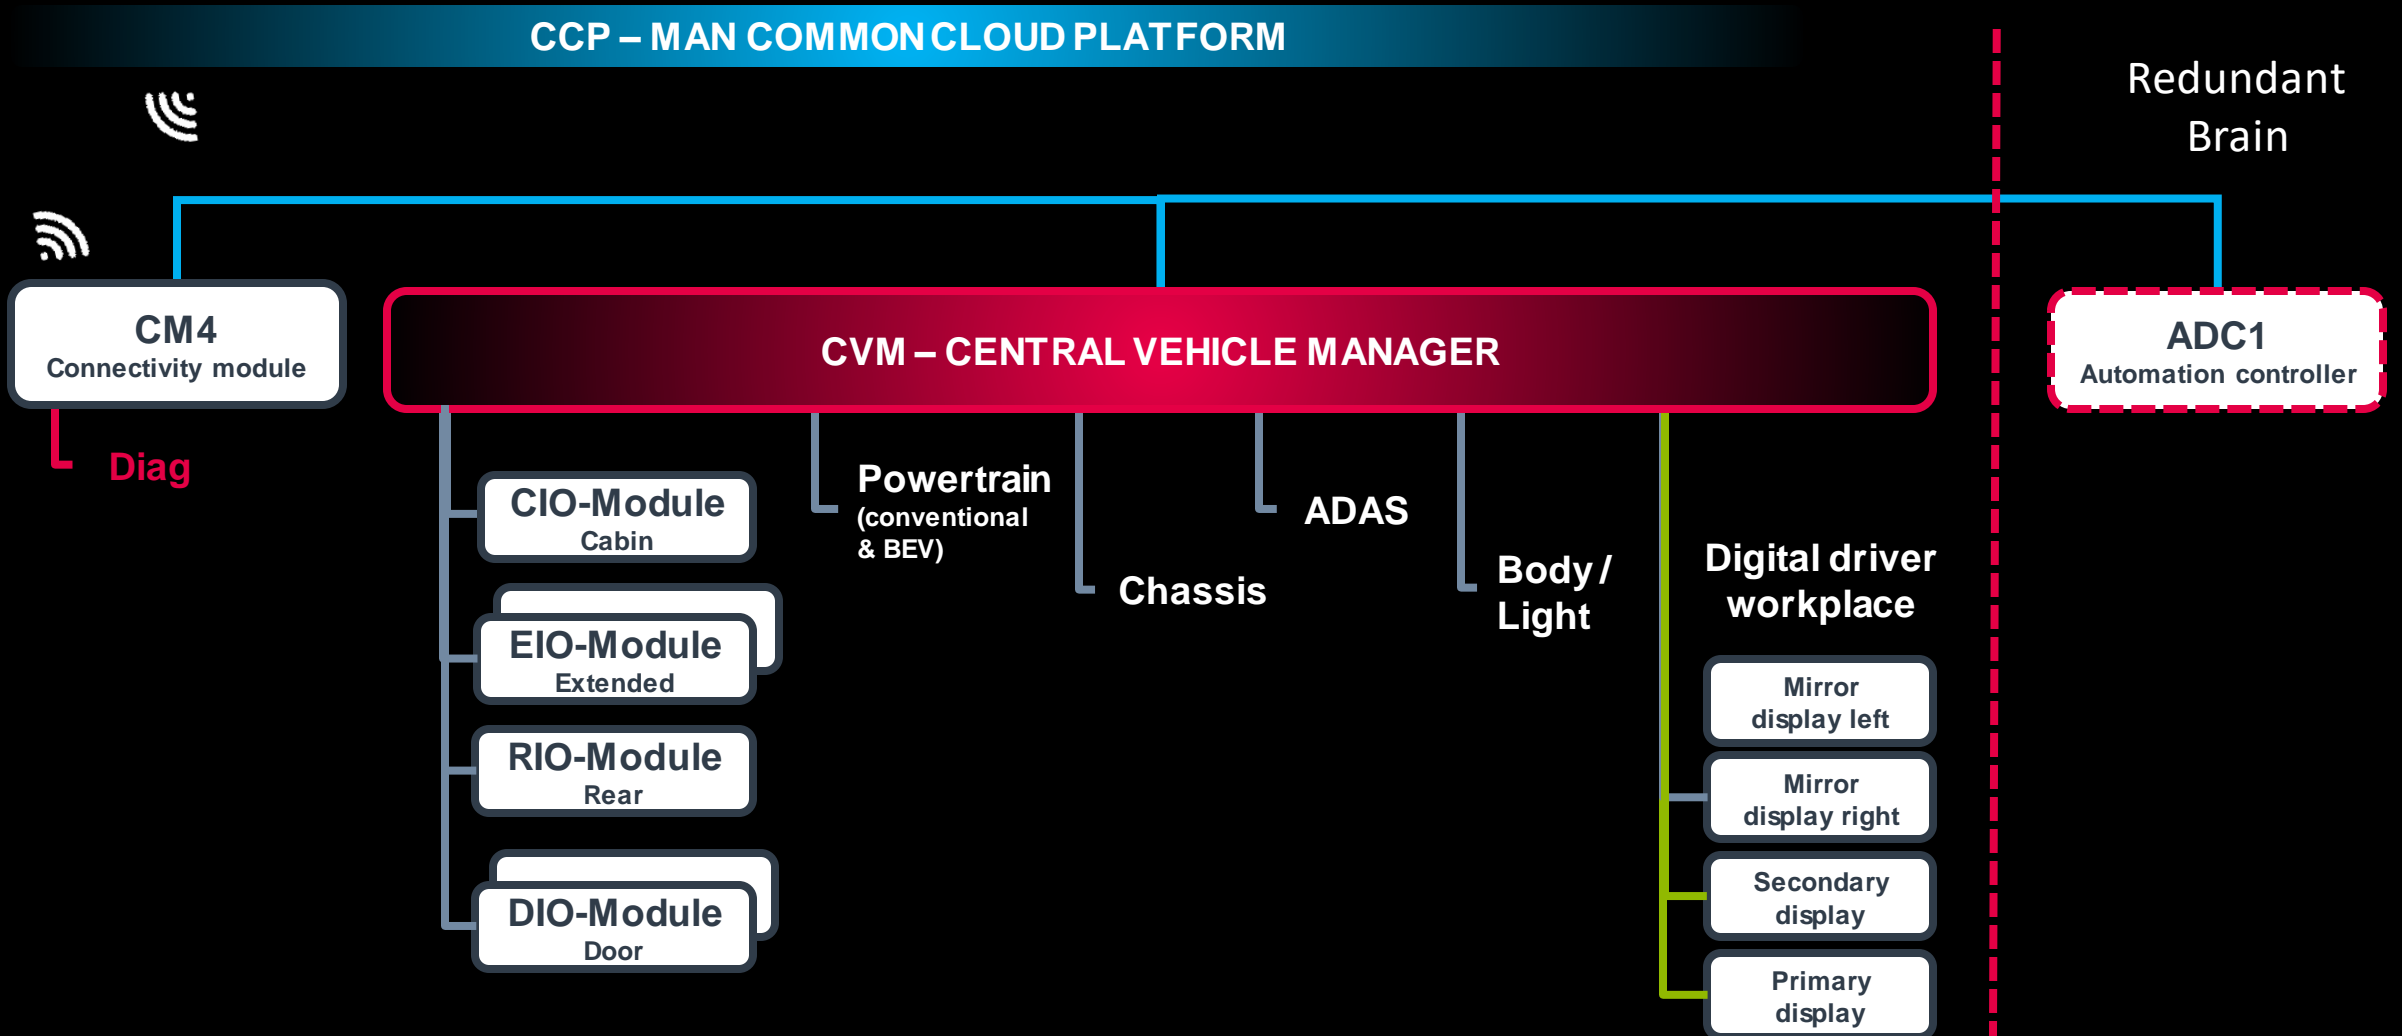 CCP – MAN COMMON CLOUD PLATFORM
Redundant
Brain
CM4
Connectivity module
CVM – CENTRAL VEHICLE MANAGER
ADC1
Automation controller
Diag
CIO-Module
Cabin
EIO-Module
Extended
RIO-Module
Rear
DIO-Module
Door
Powertrain
(conventional
& BEV)
Chassis
ADAS
Body /
Light
Digital driver
workplace
Mirror
display left
Mirror
display right
Secondary
display
Primary
display